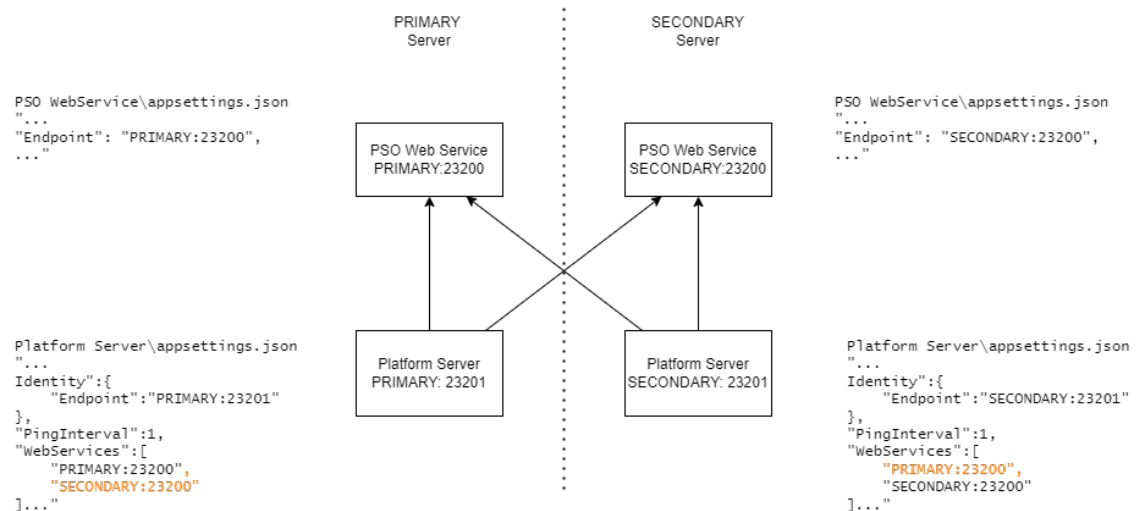 PRIMARY
Server
SECONDARY
Server
PSO WebService\appsettings.json
"...
"Endpoint": "PRIMARY:23200",
..."
PSO Web Service
PRIMARY:23200
PSO Web Service
SECONDARY:23200
PSO WebService\appsettings.json
"...
"Endpoint": "SECONDARY:23200",
..."
Platform Server\appsettings.json
"...
Identity":{
"Endpoint":"PRIMARY:23201"
},
"PingInterval":1,
"WebServices":[
"PRIMARY:23200",
"SECONDARY:23200"
]..."
Platform Server
PRIMARY: 23201
Platform Server
SECONDARY: 23201
Platform Server\appsettings.json
"...
Identity":{
"Endpoint":"SECONDARY:23201"
},
"PingInterval":1,
"WebServices":[
"PRIMARY:23200",
"SECONDARY:23200"
]..."